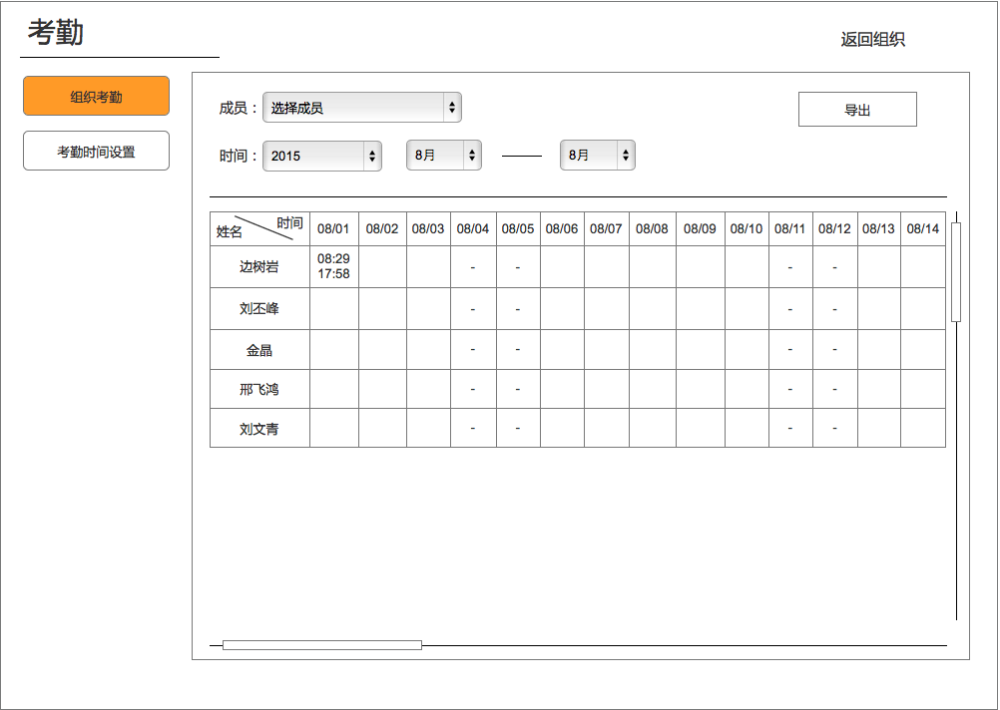 考勤
返回组织
组织考勤
考勤时间设置
成员： 选择成员
导出
时间： 2015 8月 8月
姓名 时间 08/01 08/02 08/03 08/04 08/05 08/06 08/07 08/08 08/09 08/10 08/11 08/12 08/13 08/14
边树岩 08:29 - - - -
17:58
刘丕峰 - - - -
金晶 - - - -
邢飞鸿 - - - -
刘文青 - - - -